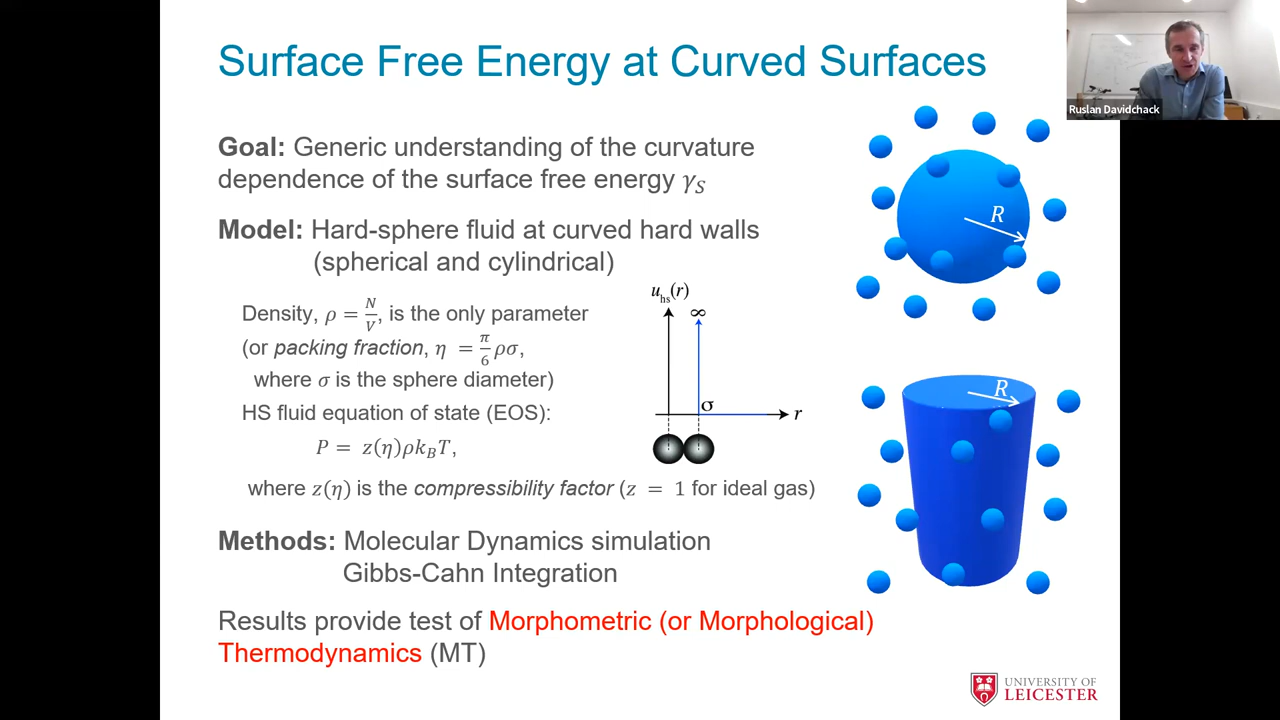 Surface Free Energy at Curved Surfaces
Ruslan Davidchack
Goal: Generic understanding of the curvature
dependence of the surface free energy γ_S
Model: Hard-sphere fluid at curved hard walls
(spherical and cylindrical)
Density, ρ = N/V, is the only parameter
(or packing fraction, η = π/6 ρσ,
where σ is the sphere diameter)
HS fluid equation of state (EOS):
P = z(η)ρk_BT,
where z(η) is the compressibility factor (z = 1 for ideal gas)
u_hs(r)
∞
σ
r
R
R
Methods: Molecular Dynamics simulation
Gibbs-Cahn Integration
Results provide test of Morphometric (or Morphological)
Thermodynamics (MT)
UNIVERSITY OF
LEICESTER